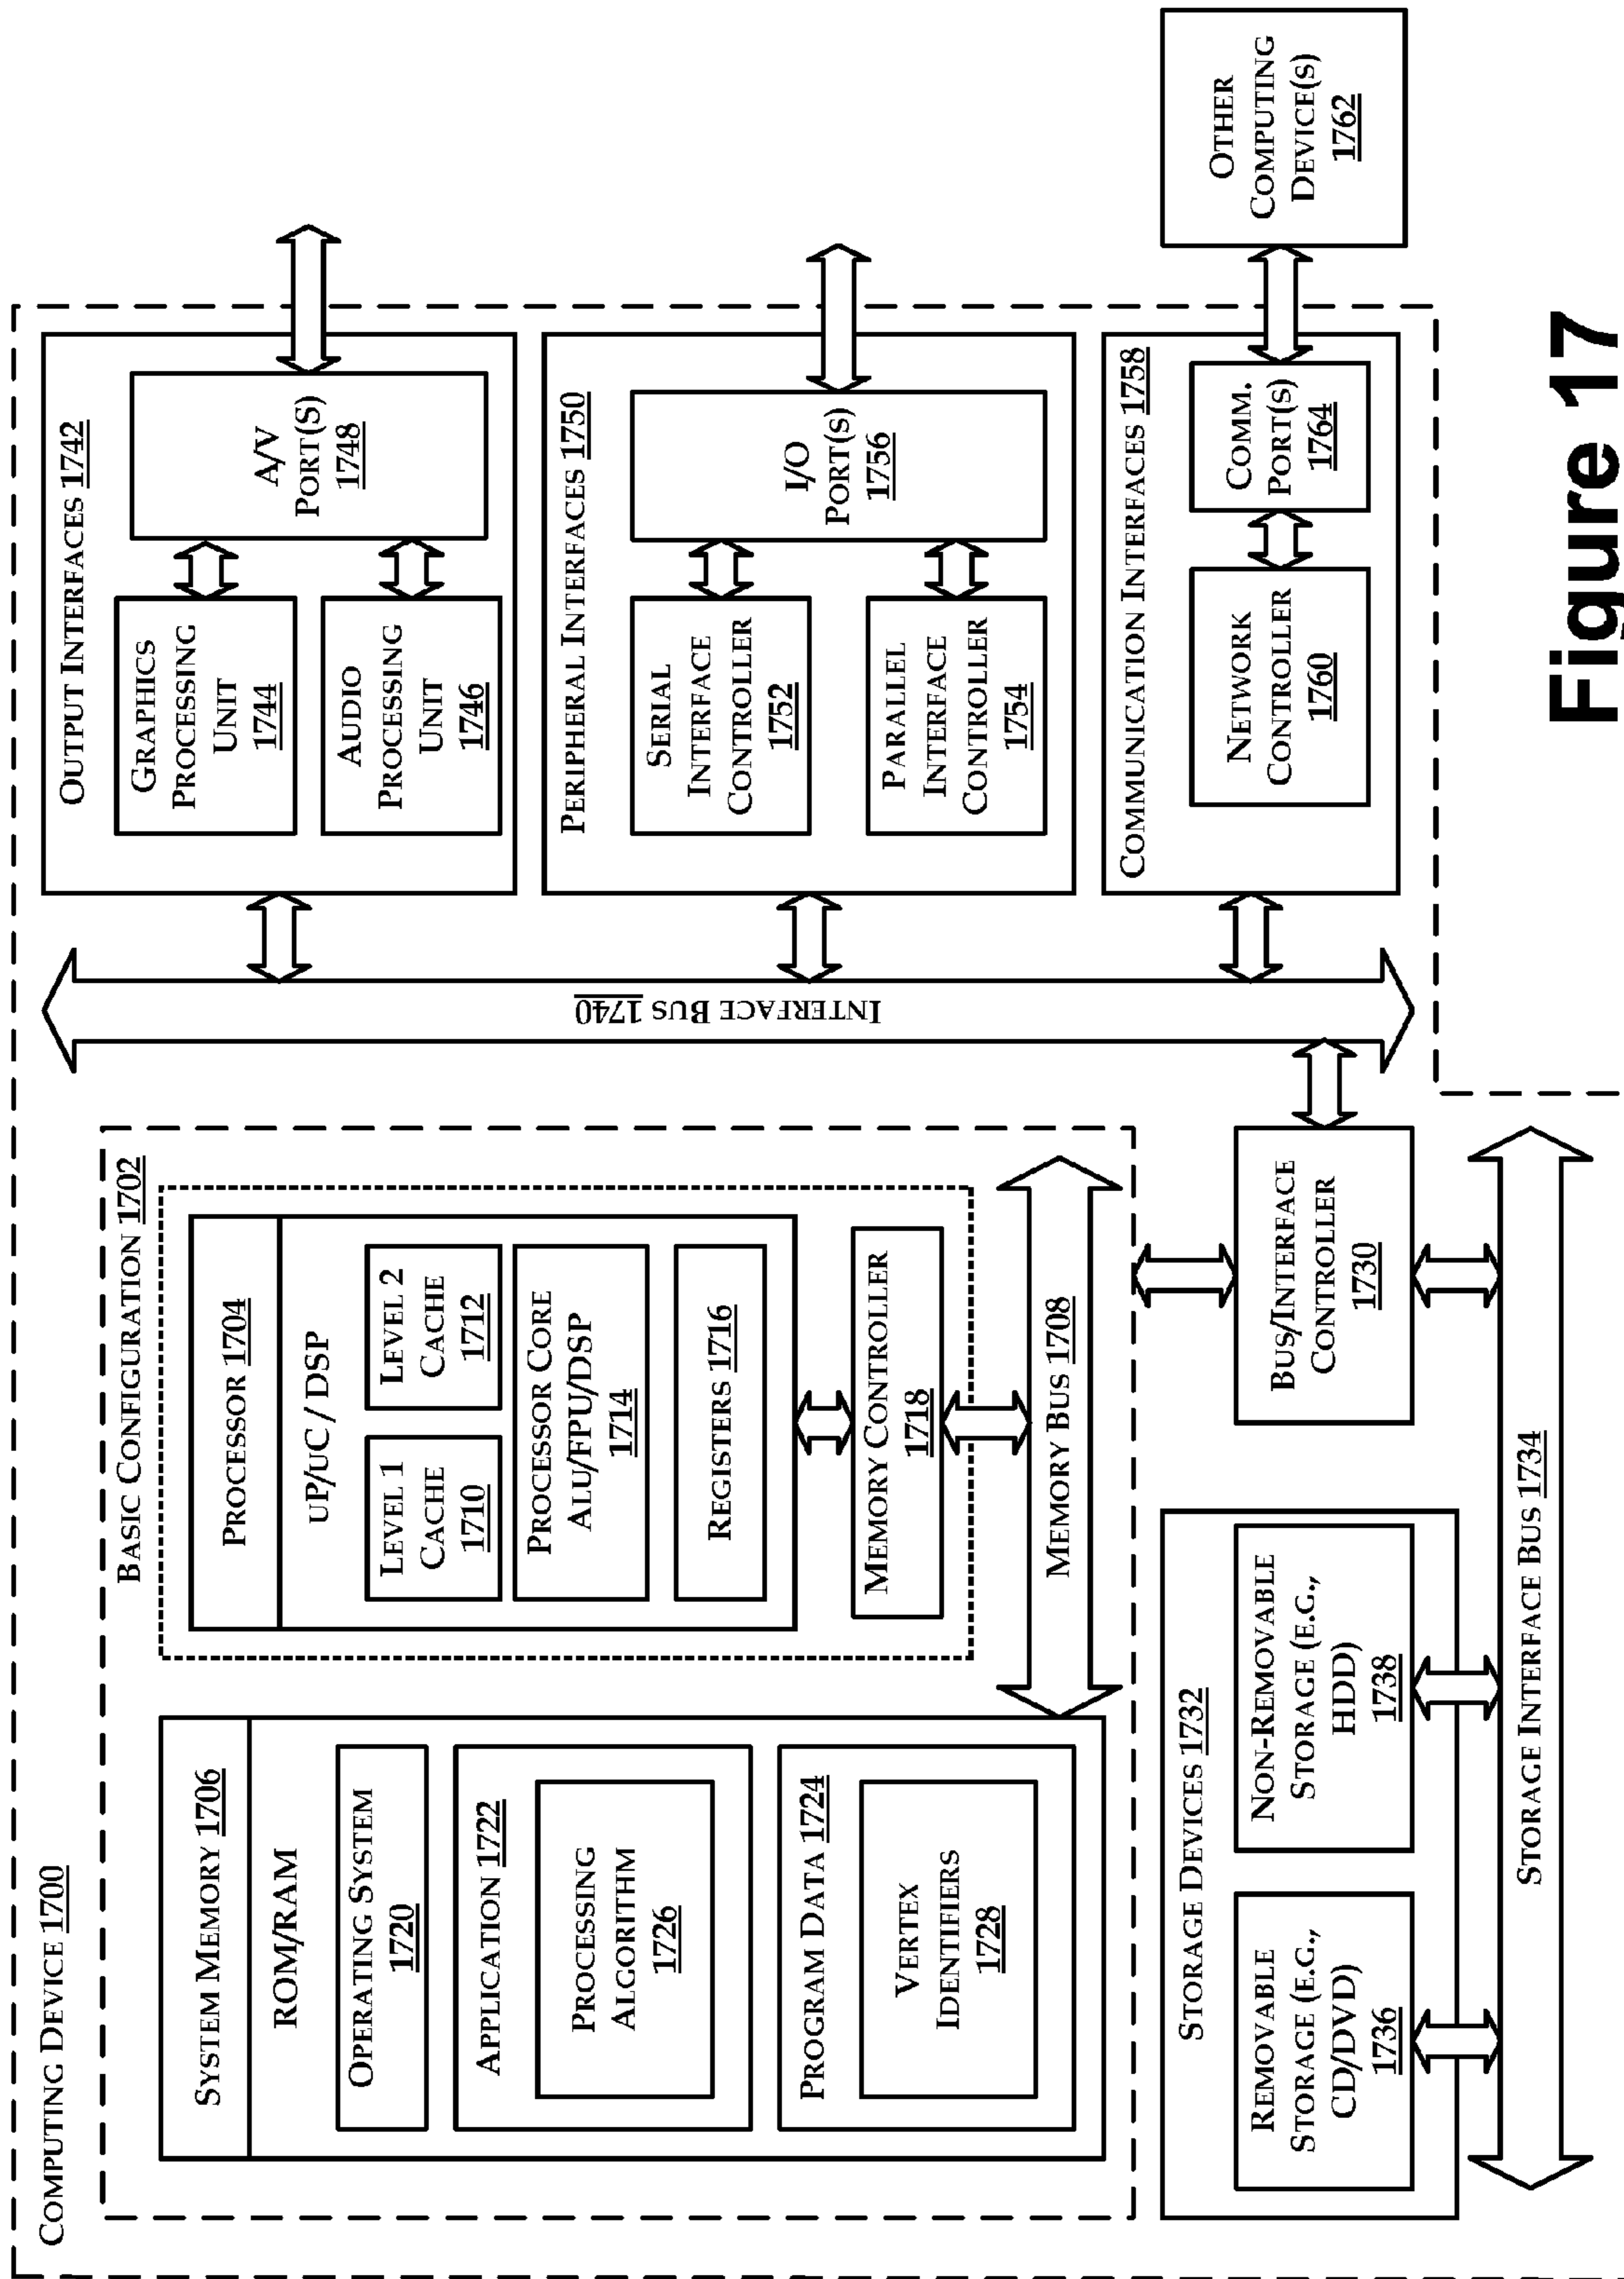 COMPUTING DEVICE 1700
BASIC CONFIGURATION 1702
SYSTEM MEMORY 1706
ROM/RAM
OPERATING SYSTEM
1720
APPLICATION 1722
PROCESSING
ALGORITHM
1726
PROGRAM DATA 1724
VERTEX
IDENTIFIERS
1728
PROCESSOR 1704
UP/UC / DSP
LEVEL 1
CACHE
1710
LEVEL 2
CACHE
1712
PROCESSOR CORE
ALU/FPU/DSP
1714
REGISTERS 1716
MEMORY CONTROLLER
1718
MEMORY BUS 1708
BUS/INTERFACE
CONTROLLER
1730
STORAGE DEVICES 1732
REMOVABLE
STORAGE (E.G.,
CD/DVD)
1736
NON-REMOVABLE
STORAGE (E.G.,
HDD)
1738
STORAGE INTERFACE BUS 1734
INTERFACE BUS 1740
OUTPUT INTERFACES 1742
GRAPHICS
PROCESSING
UNIT
1744
AUDIO
PROCESSING
UNIT
1746
A/V
PORT(S)
1748
PERIPHERAL INTERFACES 1750
SERIAL
INTERFACE
CONTROLLER
1752
PARALLEL
INTERFACE
CONTROLLER
1754
I/O
PORT(S)
1756
COMMUNICATION INTERFACES 1758
NETWORK
CONTROLLER
1760
COMM.
PORT(S)
1764
OTHER
COMPUTING
DEVICE(S)
1762
Figure 17